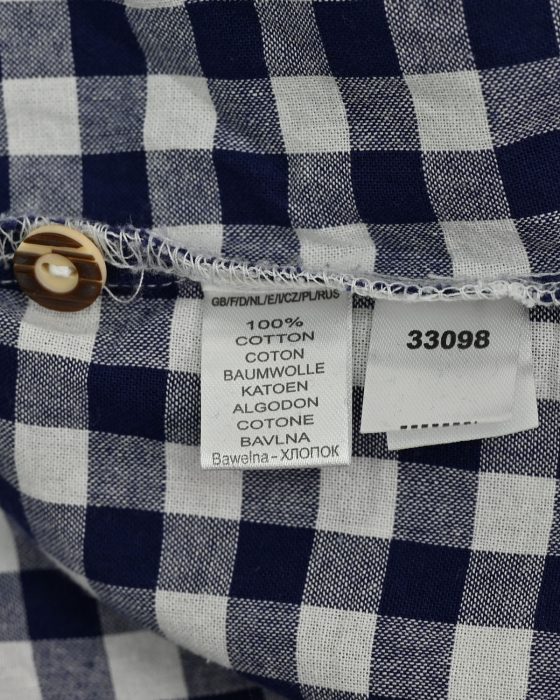 GB/F/D/NL/E/I/CZ/PL/RUS
100%
COTTON
COTON
BAUMWOLLE
KATOEN
ALGODON
COTONE
BAVLNA
Bawełna – ХЛОПОК
33098